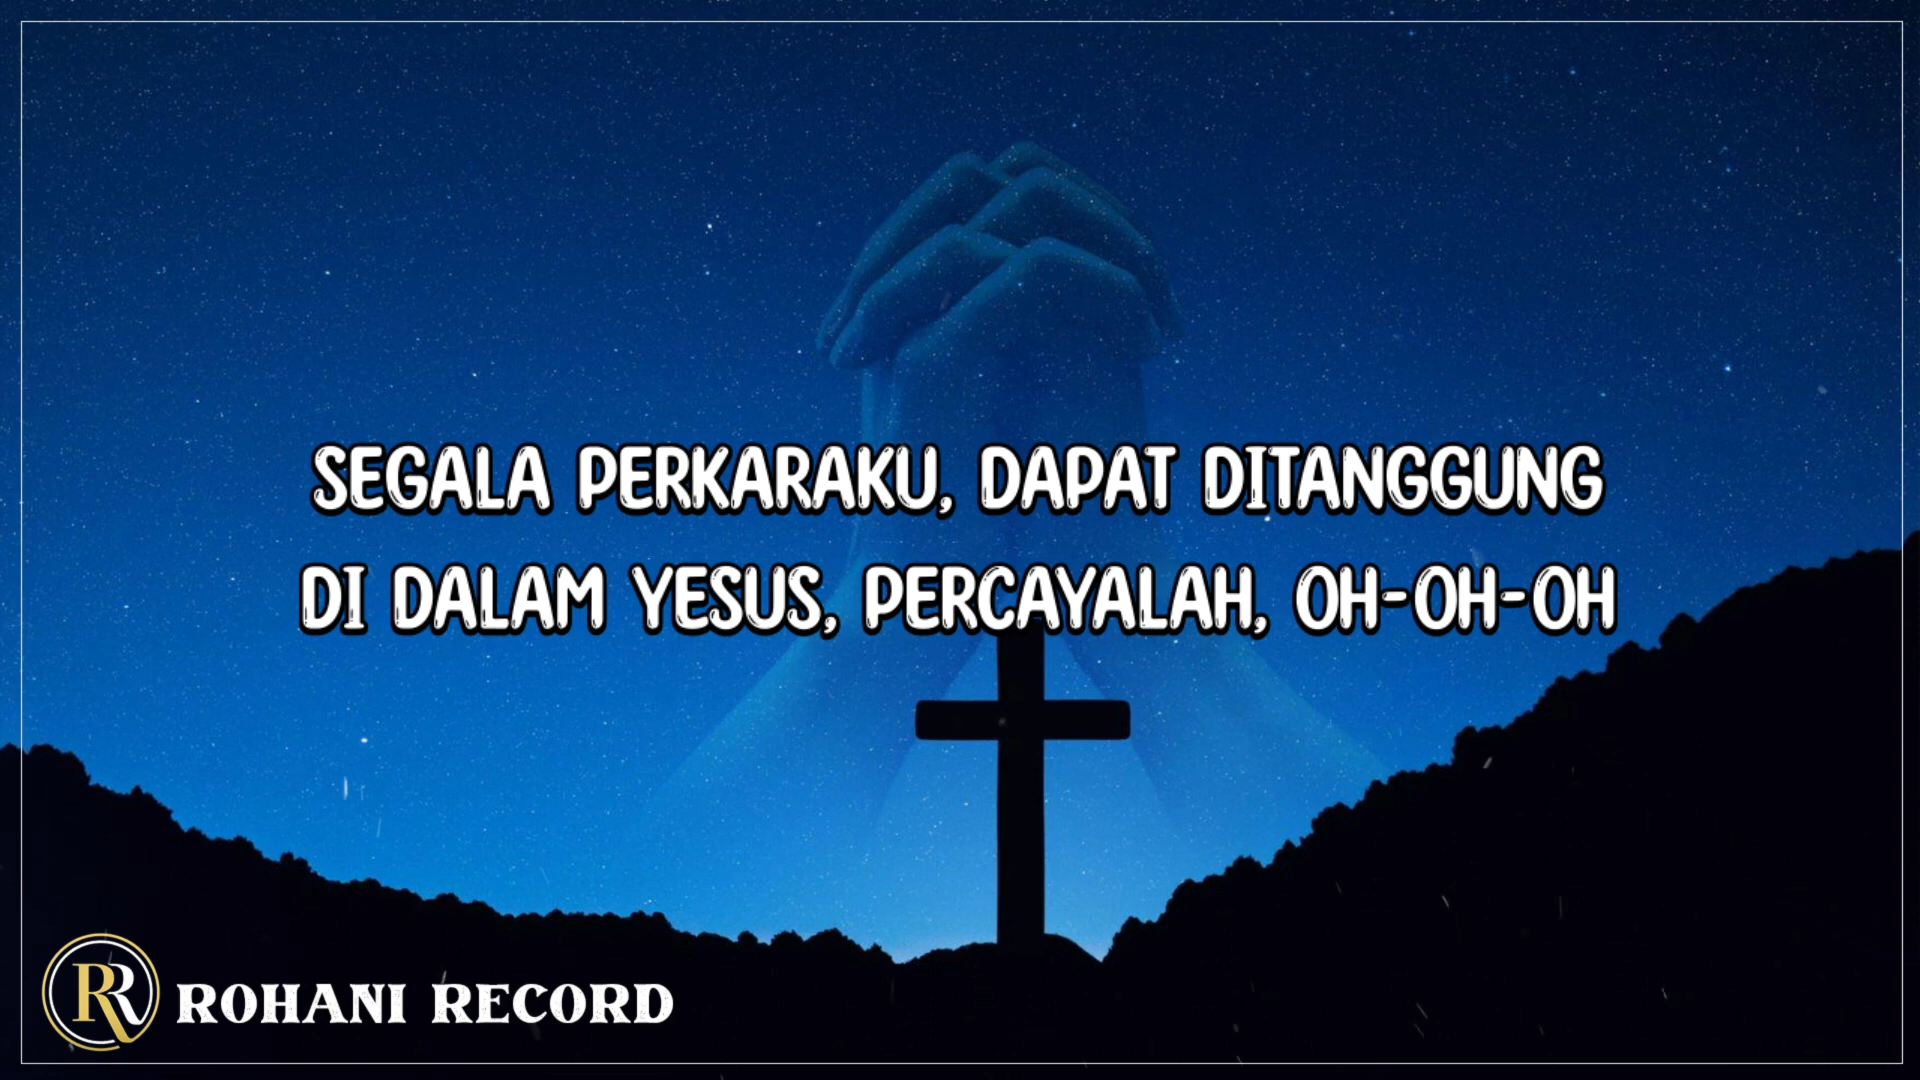 SEGALA PERKARAKU, DAPAT DITANGGUNG
DI DALAM YESUS, PERCAYALAH, OH-OH-OH
RR ROHANI RECORD